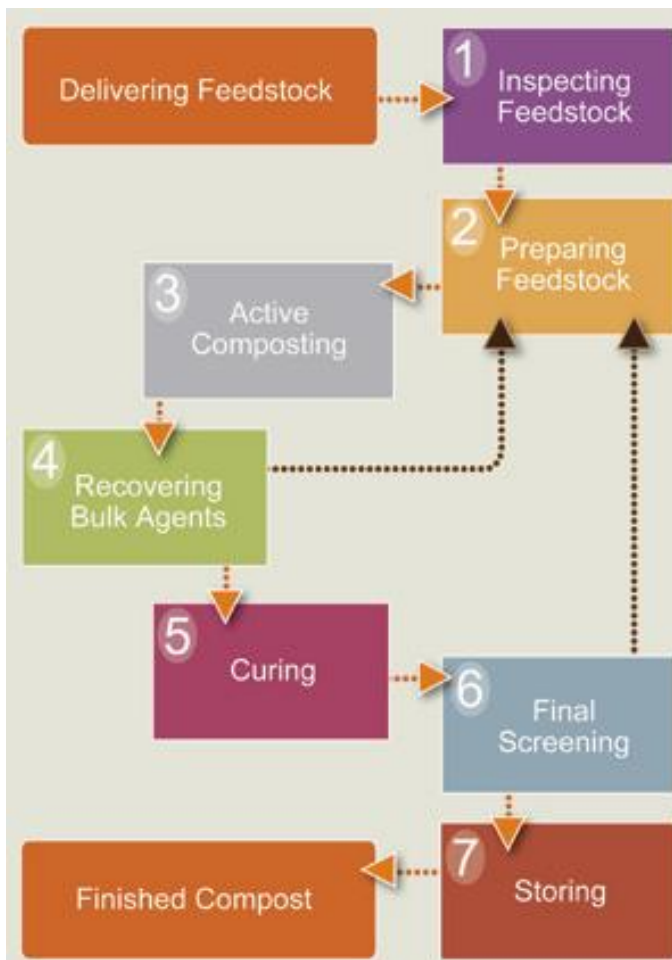 Delivering Feedstock
1
Inspecting
Feedstock
2
Preparing
Feedstock
3
Active
Composting
4
Recovering
Bulk Agents
5
Curing
6
Final
Screening
7
Storing
Finished Compost